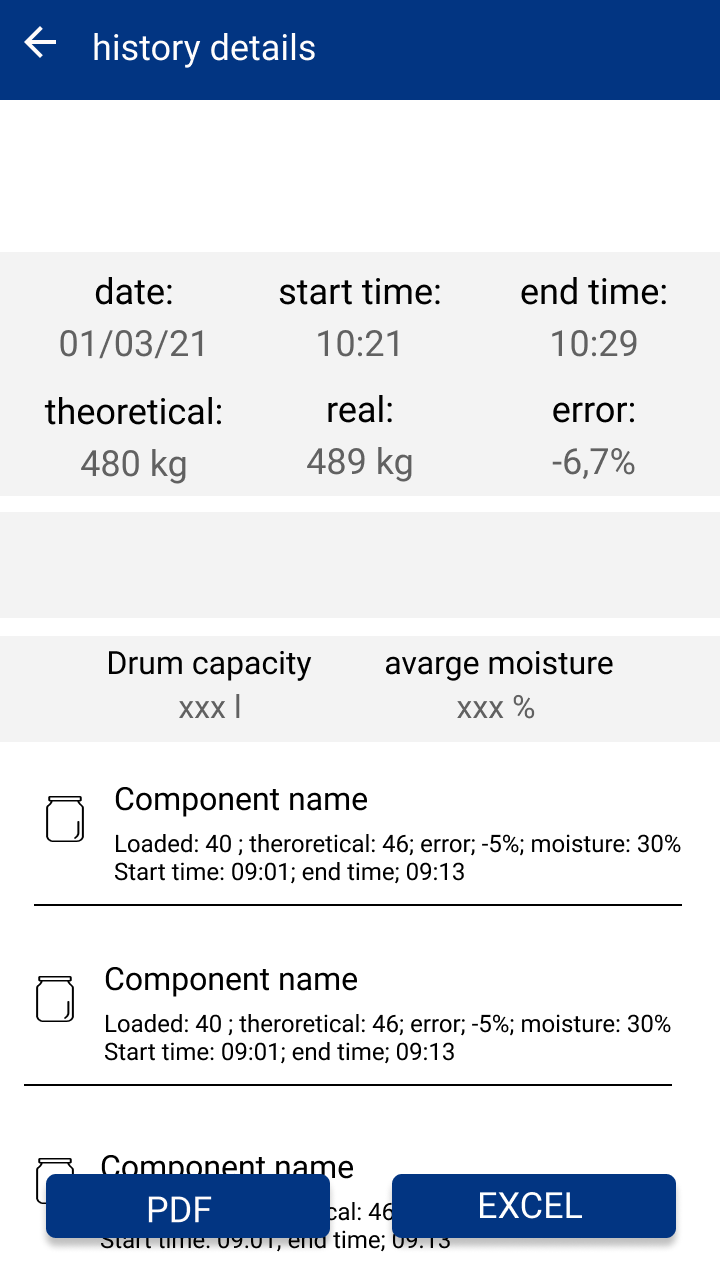 history details
date: start time: end time:
01/03/21 10:21 10:29
theoretical: real: error:
480 kg 489 kg -6,7%
Drum capacity avarge moisture
xxx l xxx %
Component name
Loaded: 40 ; theroretical: 46; error; -5%; moisture: 30%
Start time: 09:01; end time; 09:13
Component name
Loaded: 40 ; theroretical: 46; error; -5%; moisture: 30%
Start time: 09:01; end time; 09:13
Component name
PDF cal: 46 EXCEL
Start time: 09:01; end time; 09:13